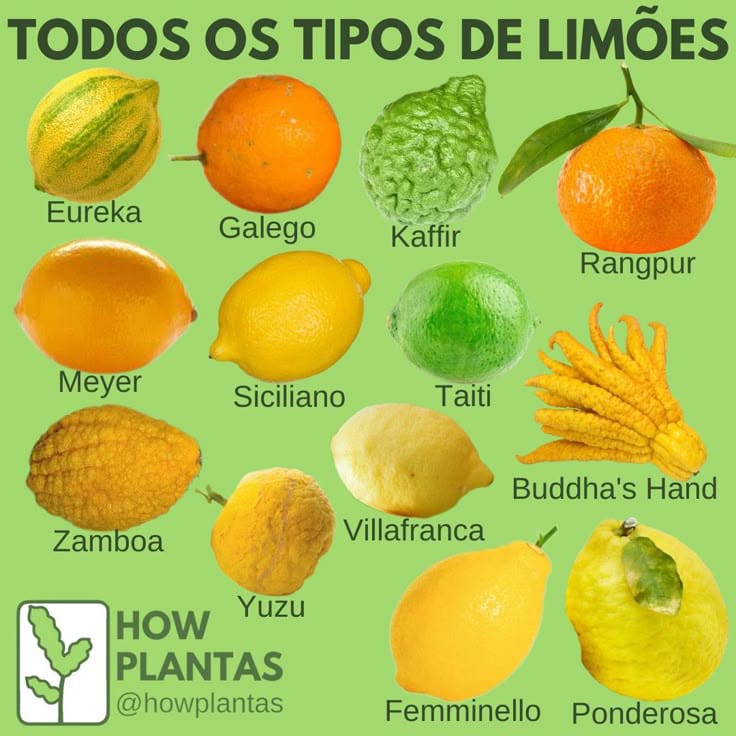 TODOS OS TIPOS DE LIMÕES
Eureka
Galego
Kaffir
Rangpur
Meyer
Siciliano
Taiti
Buddha's Hand
Zamboa
Yuzu
Villafranca
Femminello
Ponderosa
HOW
PLANTAS
@howplantas